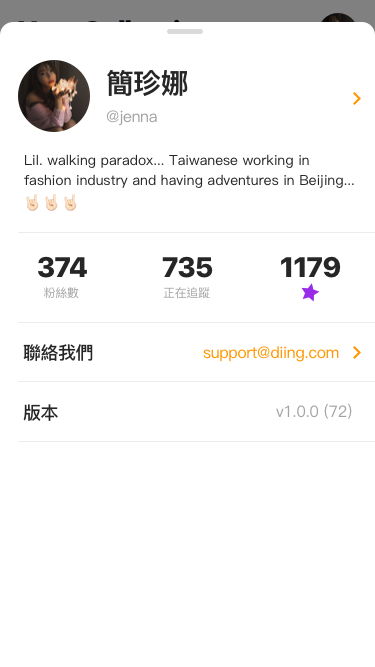 簡珍娜
@jenna
Lil. walking paradox... Taiwanese working in
fashion industry and having adventures in Beijing...
🤘🏻🤘🏻🤘🏻
374 735 1179
粉絲數 正在追蹤
聯絡我們 support@diing.com
版本 v1.0.0 (72)